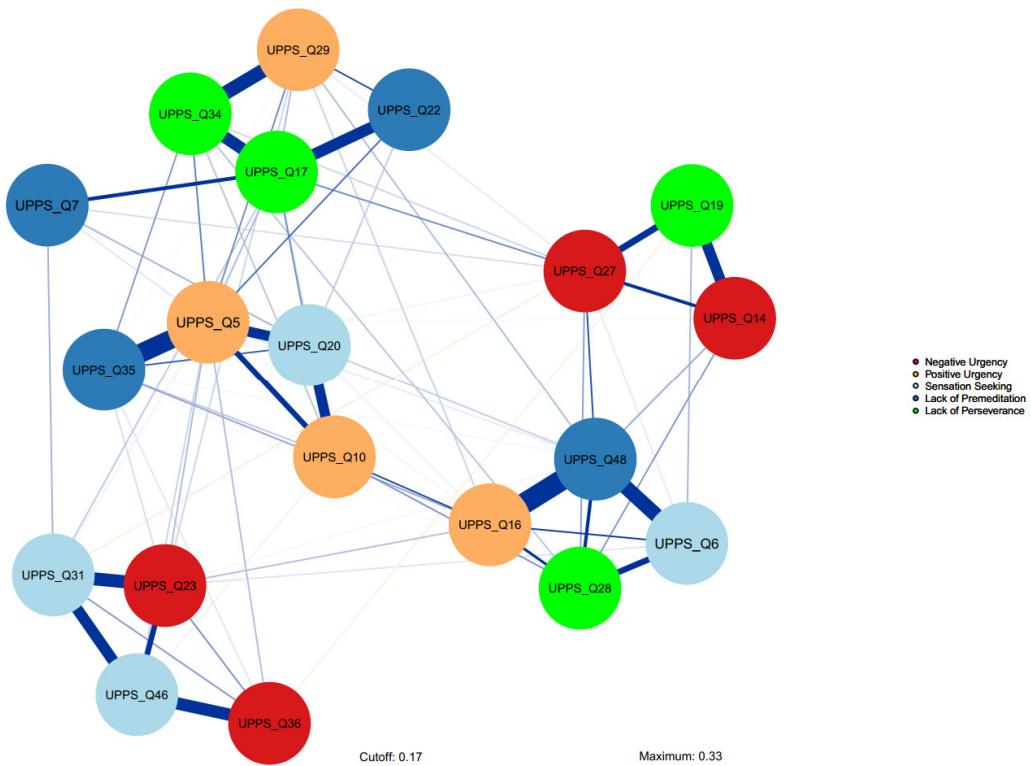 UPPS_Q29
UPPS_Q22
UPPS_Q34
UPPS_Q17
UPPS_Q7
UPPS_Q19
UPPS_Q27
UPPS_Q14
UPPS_Q5
UPPS_Q20
UPPS_Q35
UPPS_Q10
UPPS_Q48
UPPS_Q16
UPPS_Q6
UPPS_Q28
UPPS_Q31
UPPS_Q23
UPPS_Q46
UPPS_Q36
Negative Urgency
Positive Urgency
Sensation Seeking
Lack of Premeditation
Lack of Perseverance
Cutoff: 0.17
Maximum: 0.33